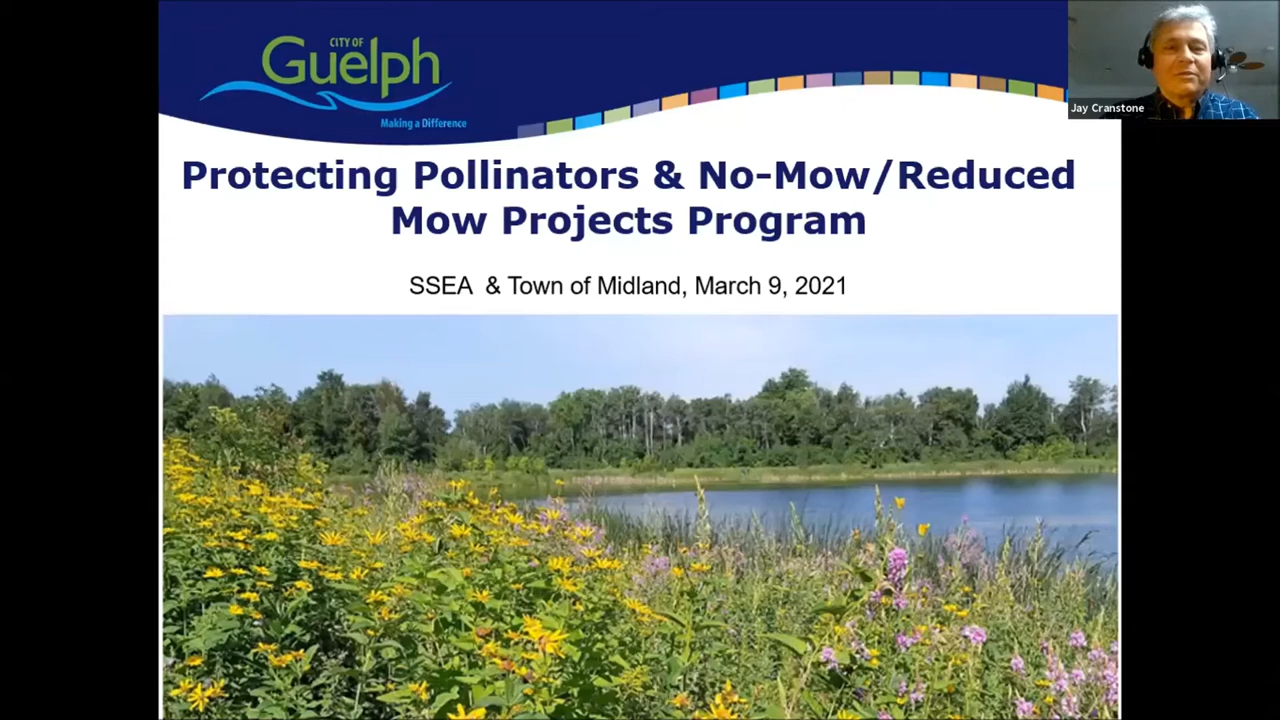 CITY OF
Guelph
Making a Difference
Jay Cranstone
Protecting Pollinators & No-Mow/Reduced
Mow Projects Program
SSEA & Town of Midland, March 9, 2021